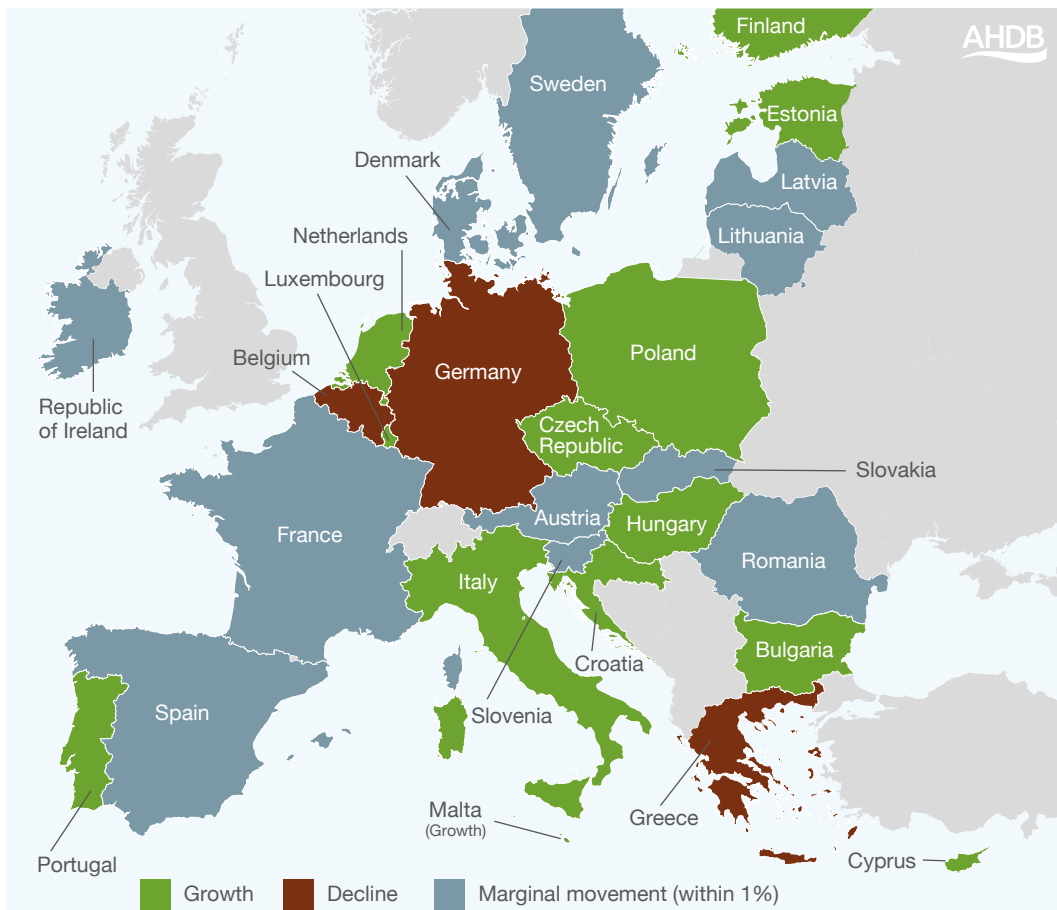 Finland
AHDB
Sweden
Estonia
Denmark
Latvia
Netherlands
Lithuania
Luxembourg
Belgium
Germany
Poland
Republic
of Ireland
Czech
Republic
Slovakia
France
Austria
Hungary
Italy
Romania
Bulgaria
Croatia
Spain
Slovenia
Malta
(Growth)
Greece
Portugal
Cyprus
Growth
Decline
Marginal movement (within 1%)